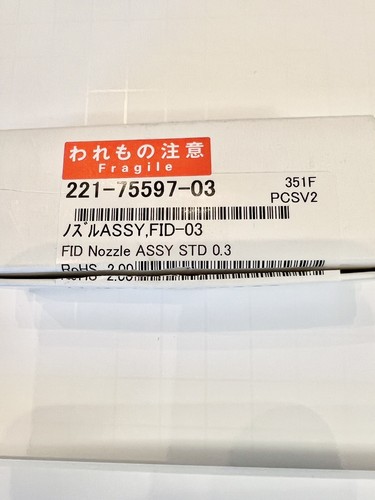 われもの注意
Fragile
221-75597-03
351F
PCSV2
ﾉｽﾞﾙASSY,FID-03
FID Nozzle ASSY STD 0.3
RoHS 2.00